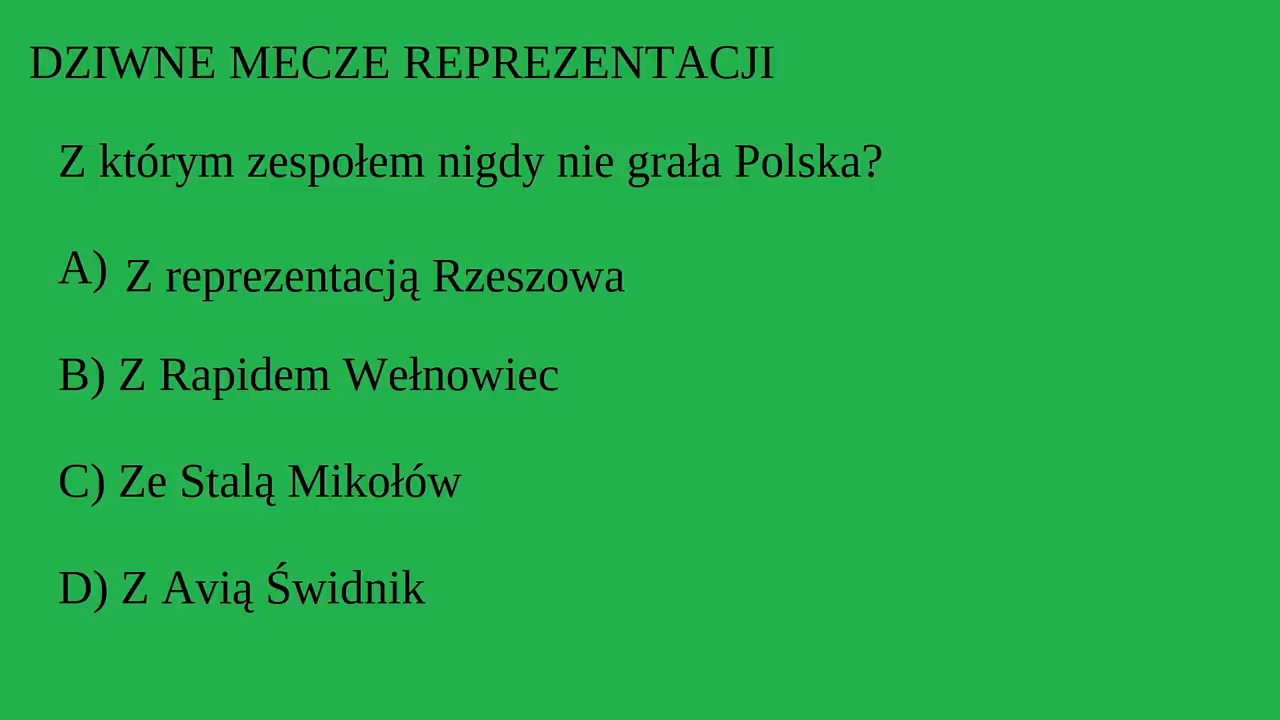 DZIWNE MECZE REPREZENTACJI
Z którym zespołem nigdy nie grała Polska?
A) Z reprezentacją Rzeszowa
B) Z Rapidem Wełnowiec
C) Ze Stalą Mikołów
D) Z Avią Świdnik